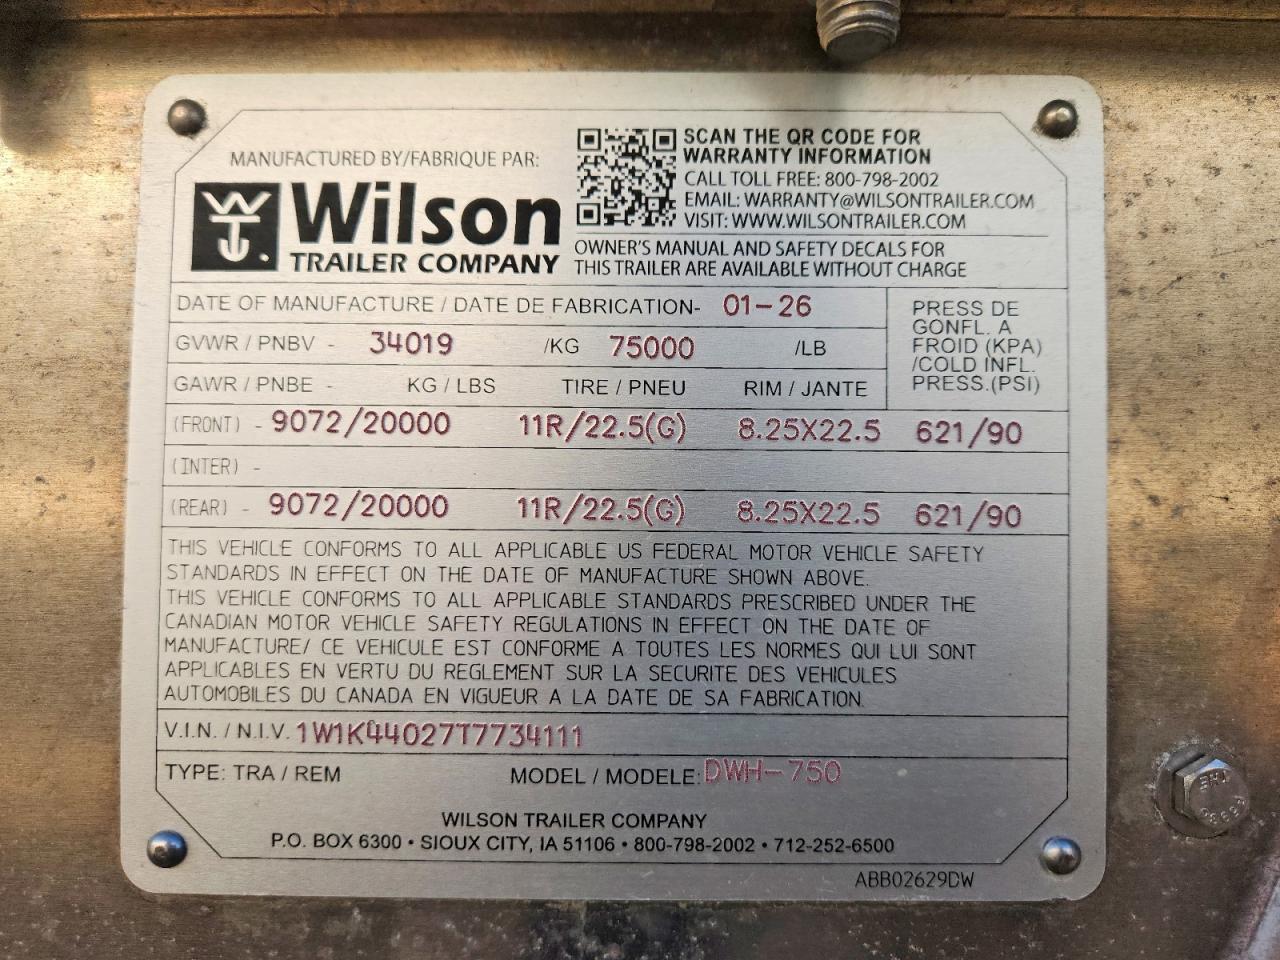 MANUFACTURED BY/FABRIQUE PAR:
Wilson
TRAILER COMPANY
SCAN THE QR CODE FOR
WARRANTY INFORMATION
CALL TOLL FREE: 800-798-2002
EMAIL: WARRANTY@WILSONTRAILER.COM
VISIT: WWW.WILSONTRAILER.COM
OWNER'S MANUAL AND SAFETY DECALS FOR
THIS TRAILER ARE AVAILABLE WITHOUT CHARGE
DATE OF MANUFACTURE / DATE DE FABRICATION- 01-26
GVWR / PNBV - 34019 /KG 75000 /LB
PRESS DE
GONFL. A
FROID (KPA)
/COLD INFL.
PRESS.(PSI)
GAWR / PNBE - KG / LBS TIRE / PNEU RIM / JANTE
(FRONT) - 9072/20000 11R/22.5(G) 8.25X22.5 621/90
(INTER) -
(REAR) - 9072/20000 11R/22.5(G) 8.25X22.5 621/90
THIS VEHICLE CONFORMS TO ALL APPLICABLE US FEDERAL MOTOR VEHICLE SAFETY
STANDARDS IN EFFECT ON THE DATE OF MANUFACTURE SHOWN ABOVE.
THIS VEHICLE CONFORMS TO ALL APPLICABLE STANDARDS PRESCRIBED UNDER THE
CANADIAN MOTOR VEHICLE SAFETY REGULATIONS IN EFFECT ON THE DATE OF
MANUFACTURE/ CE VEHICULE EST CONFORME A TOUTES LES NORMES QUI LUI SONT
APPLICABLES EN VERTU DU REGLEMENT SUR LA SECURITE DES VEHICULES
AUTOMOBILES DU CANADA EN VIGUEUR A LA DATE DE SA FABRICATION.
V.I.N. / N.I.V. 1W1K44027T7734111
TYPE: TRA / REM MODEL / MODELE: DWH-750
WILSON TRAILER COMPANY
P.O. BOX 6300 • SIOUX CITY, IA 51106 • 800-798-2002 • 712-252-6500
ABB02629DW